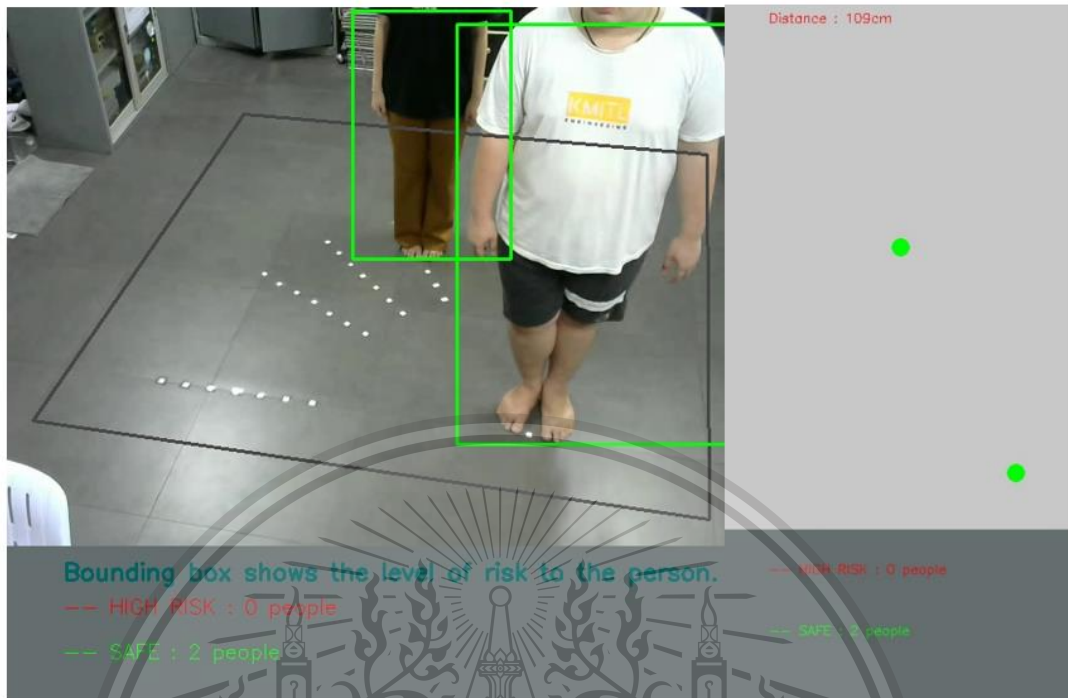 Distance : 109cm
KMITL
ENGINEERING
Bounding box shows the level of risk to the person.
-- HIGH RISK : 0 people
-- SAFE : 2 people
-- HIGH RISK : 0 people
-- SAFE : 2 people